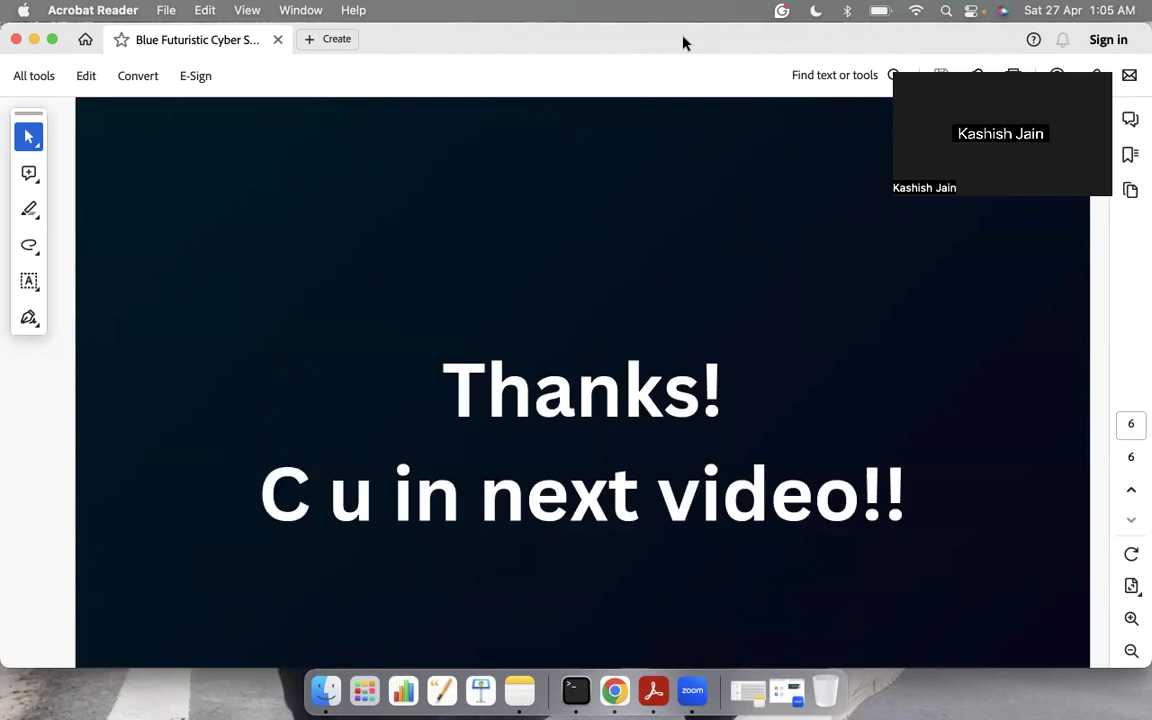 Acrobat Reader File Edit View Window Help Sat 27 Apr 1:05 AM
Blue Futuristic Cyber S... + Create Sign in
All tools Edit Convert E-Sign Find text or tools
Kashish Jain
Kashish Jain
Thanks!
C u in next video!!
6
6
zoom